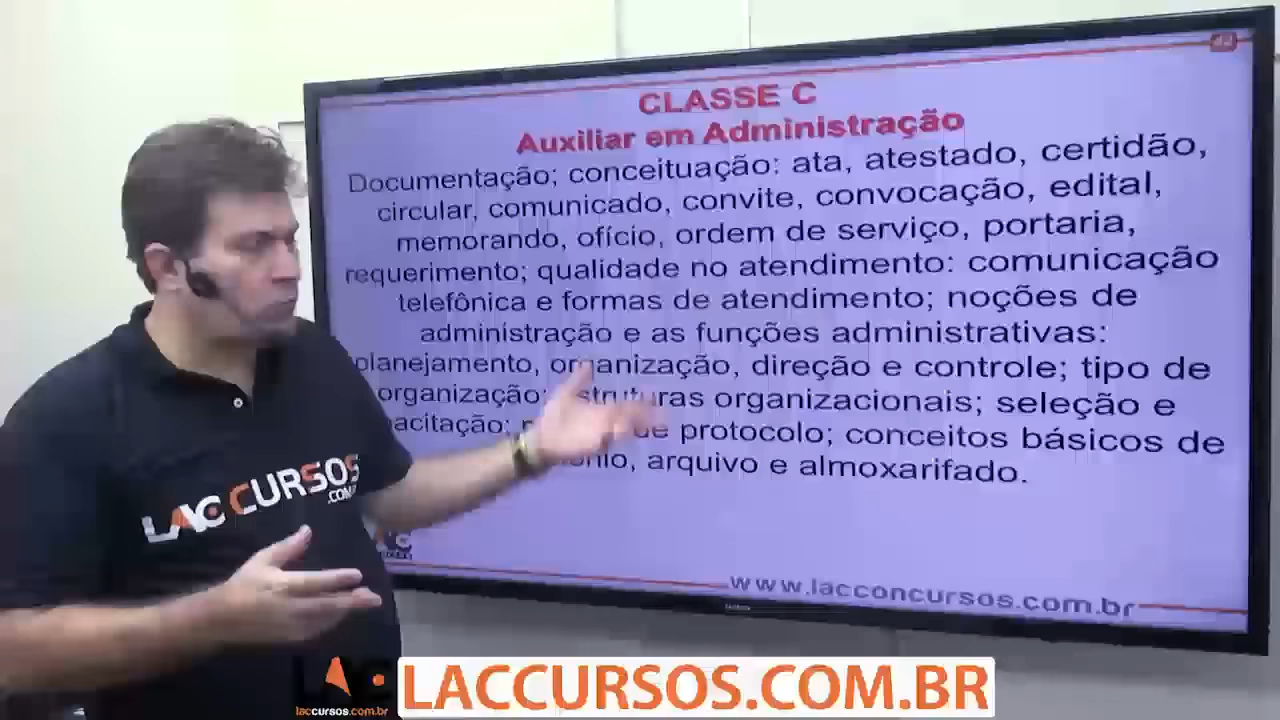 CLASSE C
Auxiliar em Administração
Documentação; conceituação: ata, atestado, certidão,
circular, comunicado, convite, convocação, edital,
memorando, ofício, ordem de serviço, portaria,
requerimento; qualidade no atendimento: comunicação
telefônica e formas de atendimento; noções de
administração e as funções administrativas:
planejamento, organização, direção e controle; tipo de
organização; estruturas organizacionais; seleção e
de protocolo; conceitos básicos de
arquivo e almoxarifado.
www.lacconcursos.com.br
LAC CURSOS
.COM.BR
LAC
laccursos.com.br
LACCURSOS.COM.BR